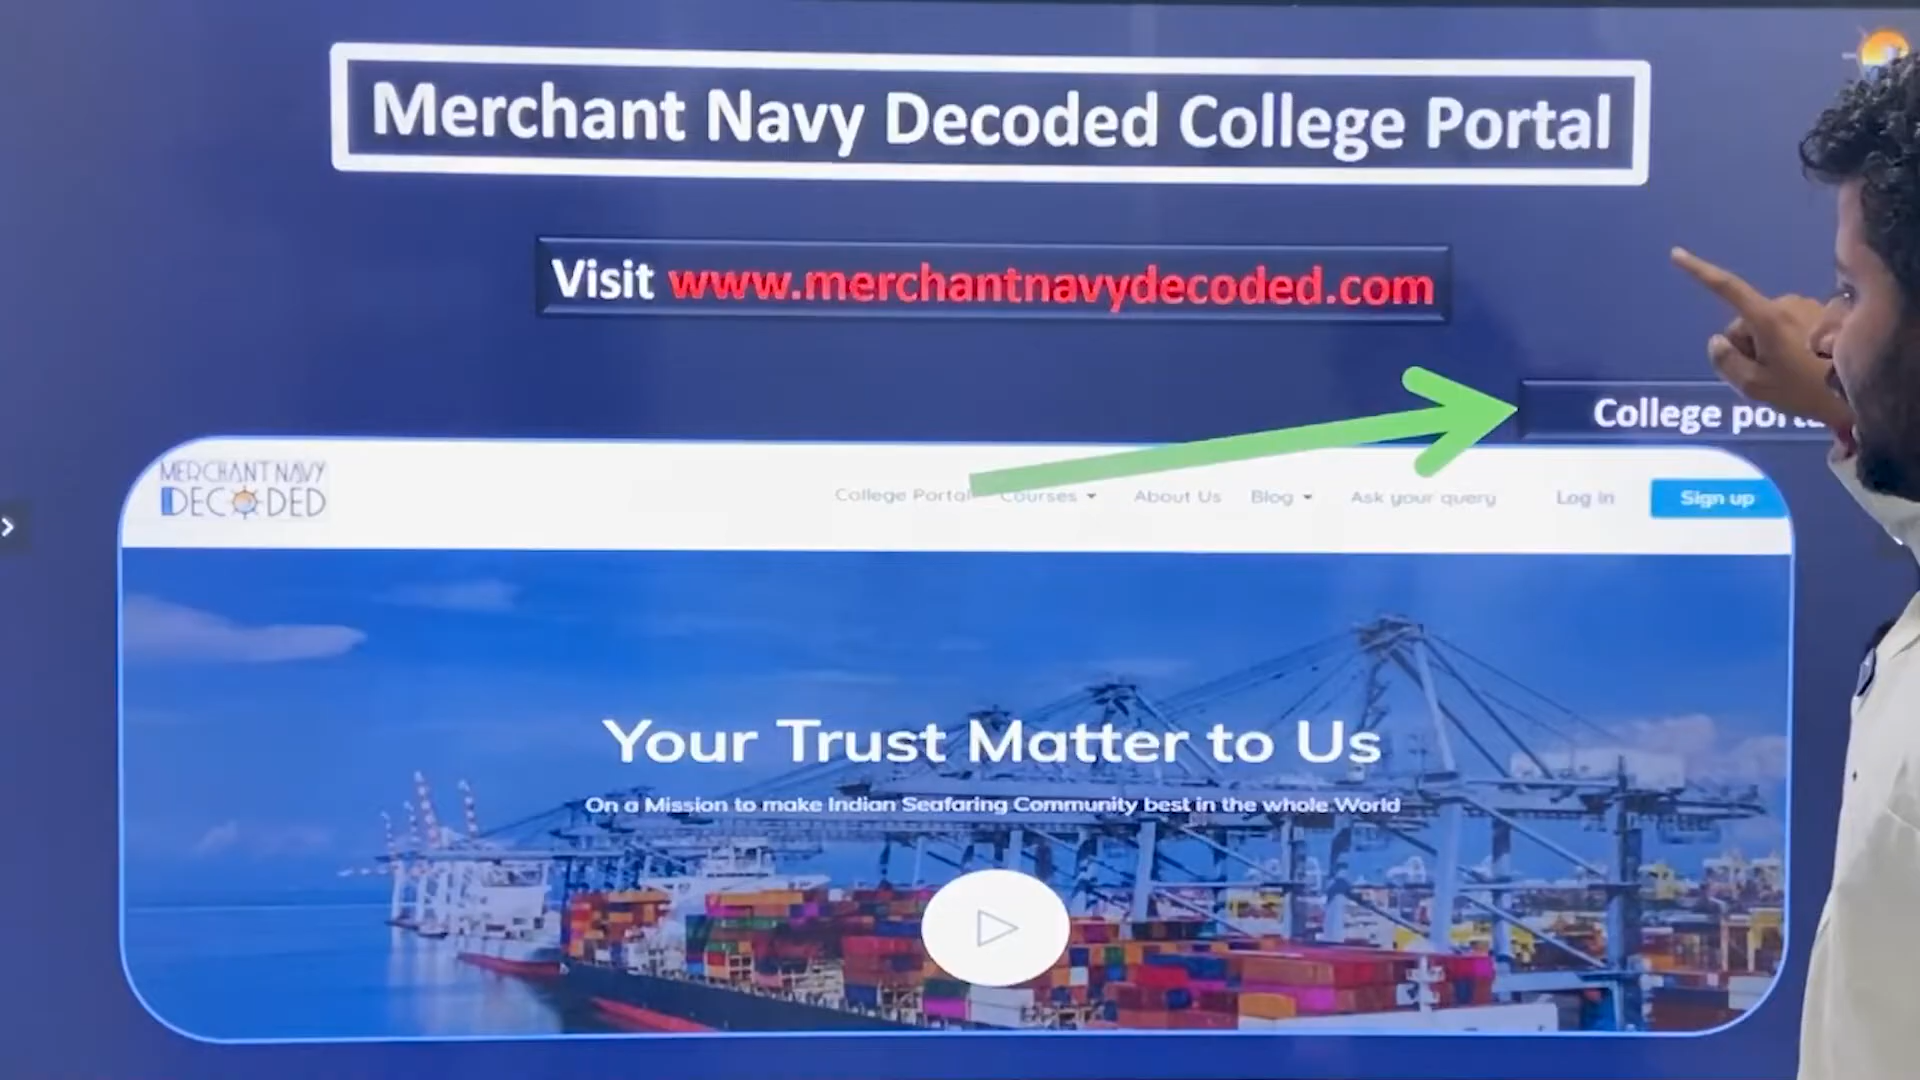 Merchant Navy Decoded College Portal
Visit www.merchantnavydecoded.com
College
MERCHANT NAVY
DECODED
College Portal Courses About Us Blog Ask your query Log in Sign up
Your Trust Matter to Us
On a Mission to make Indian Seafaring Community best in the whole World